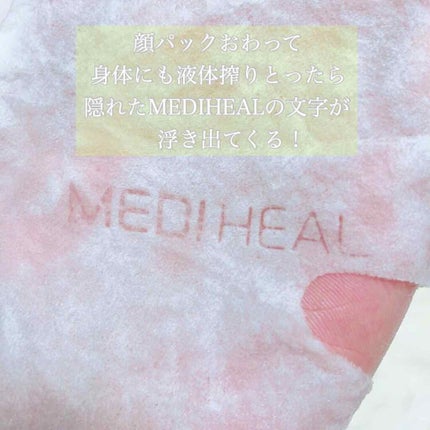 顔パックおわって
身体にも液体搾りとったら
隠れたMEDIHEALの文字が
浮き出てくる！
MEDIHEAL